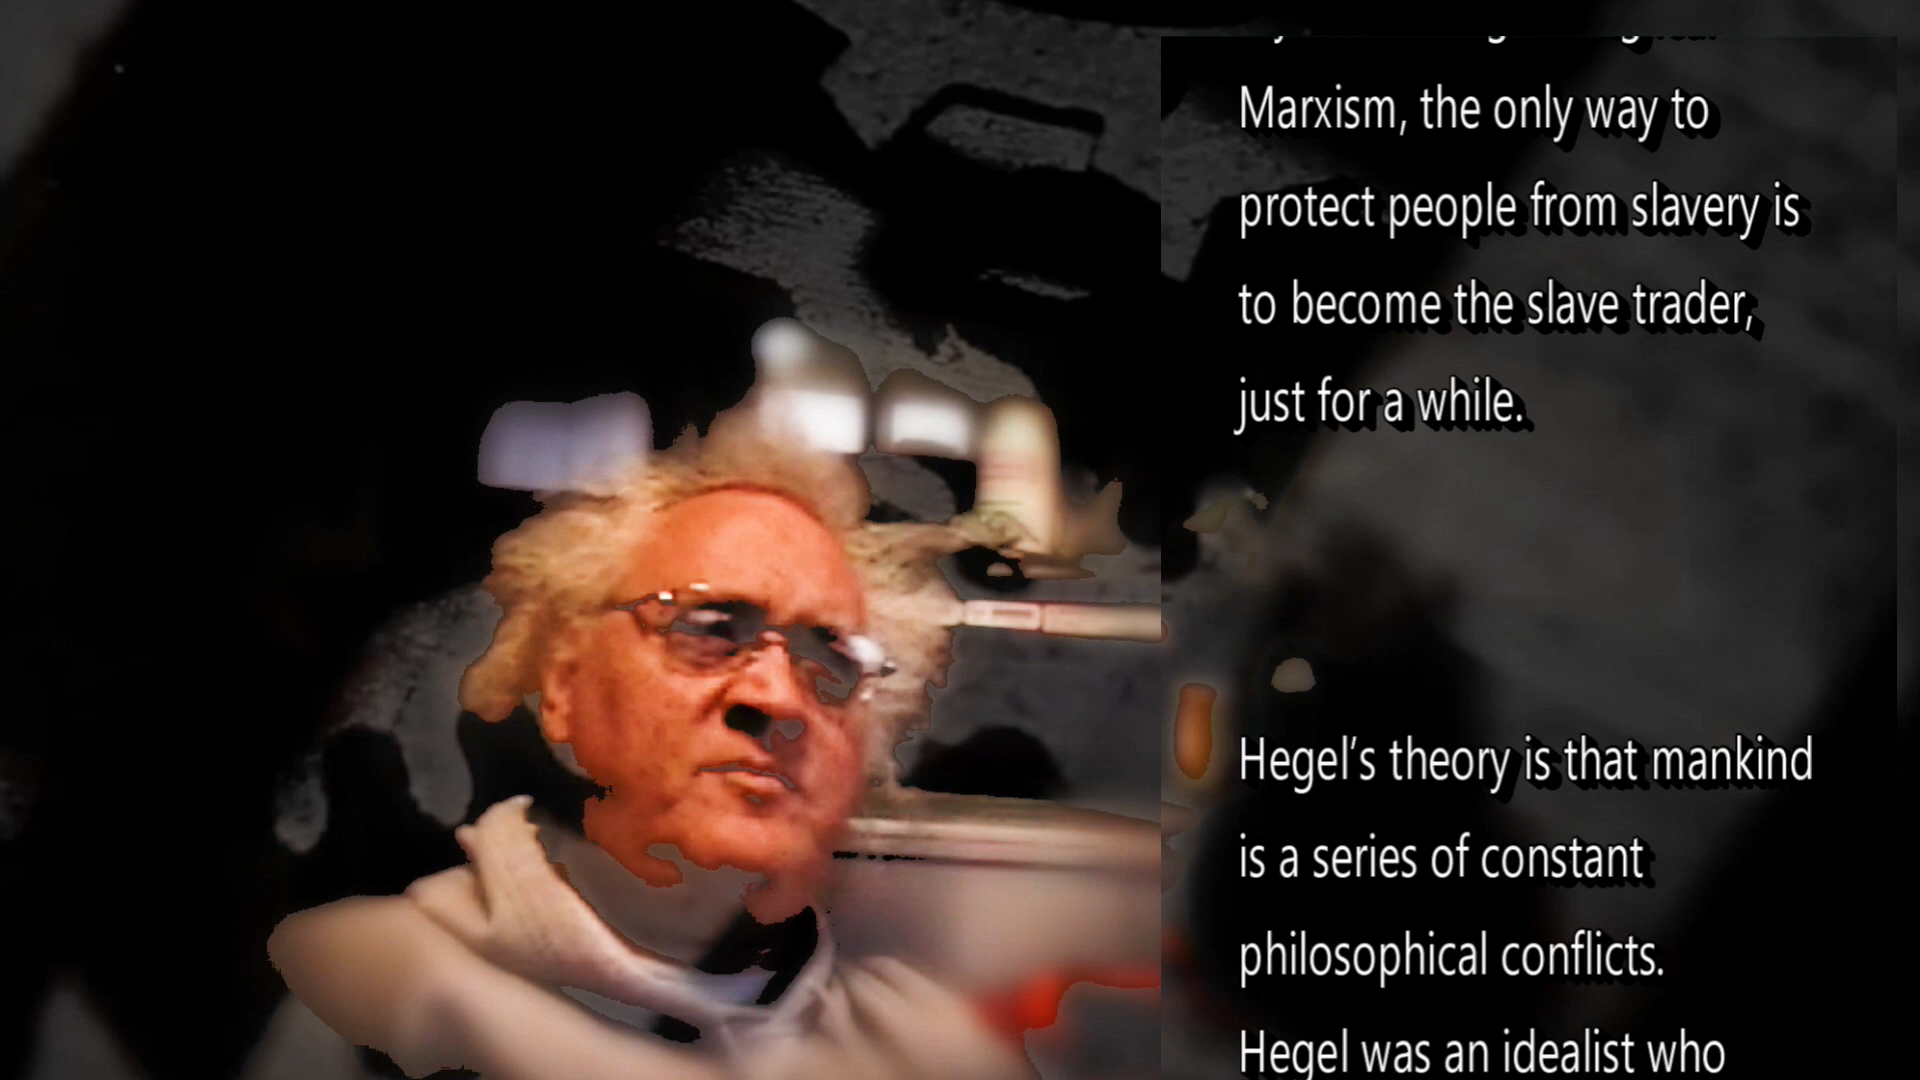 Marxism, the only way to
protect people from slavery is
to become the slave trader,
just for a while.
Hegel’s theory is that mankind
is a series of constant
philosophical conflicts.
Hegel was an idealist who